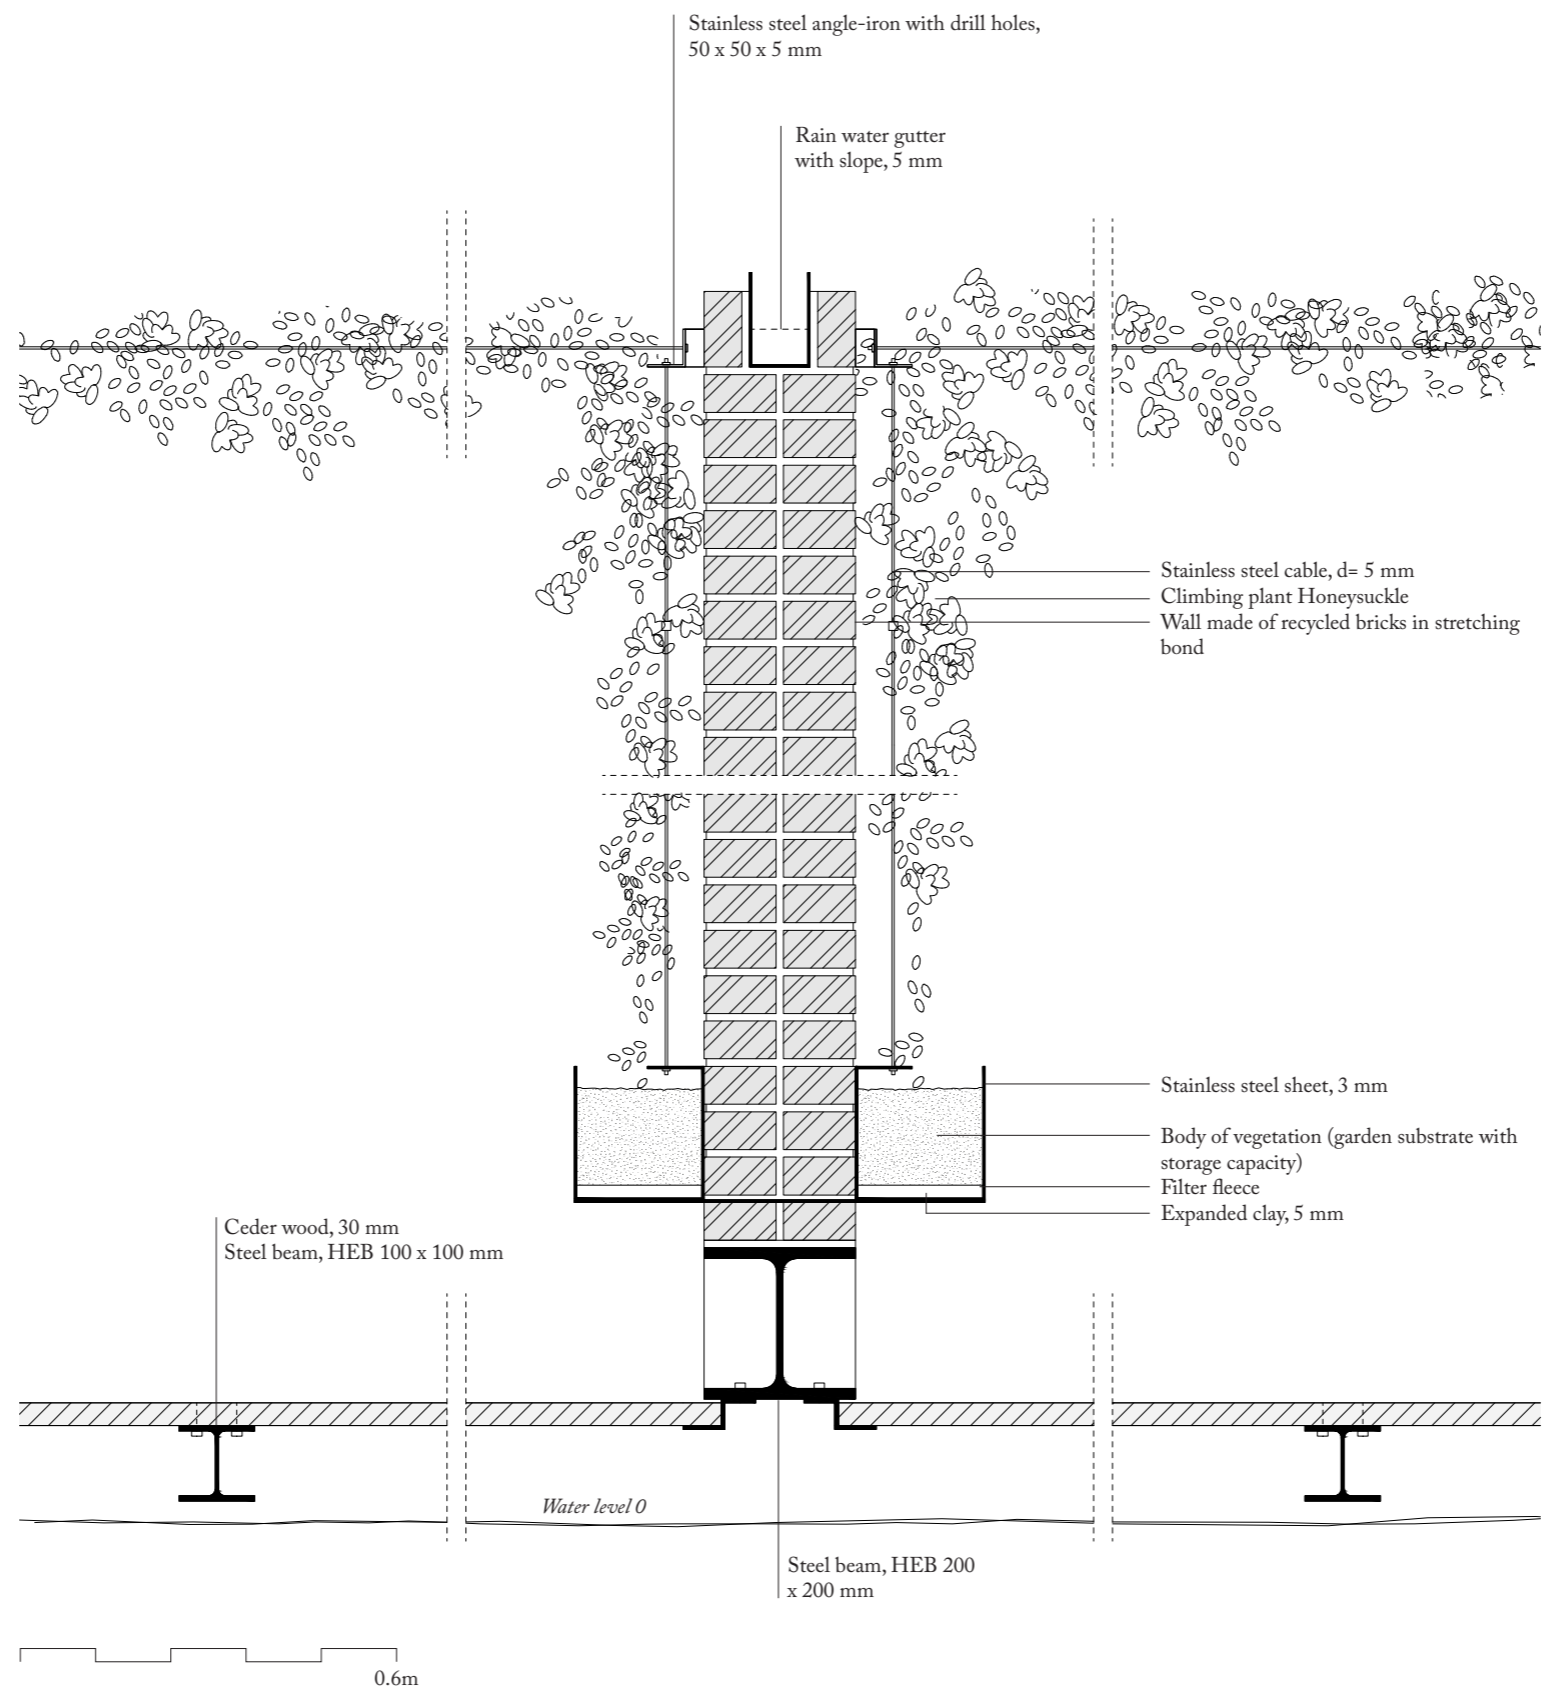 Stainless steel angle-iron with drill holes,
50 x 50 x 5 mm
Rain water gutter
with slope, 5 mm
Stainless steel cable, d= 5 mm
Climbing plant Honeysuckle
Wall made of recycled bricks in stretching
bond
Stainless steel sheet, 3 mm
Body of vegetation (garden substrate with
storage capacity)
Filter fleece
Expanded clay, 5 mm
Ceder wood, 30 mm
Steel beam, HEB 100 x 100 mm
Water level 0
Steel beam, HEB 200
x 200 mm
0.6m